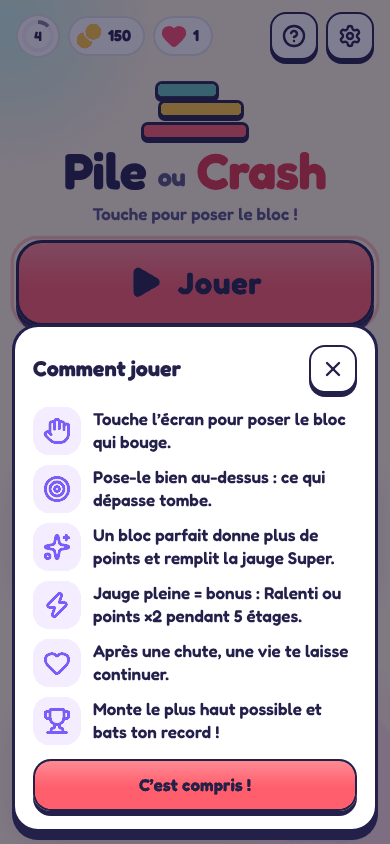 4
150
1
Pile ou Crash
Touche pour poser le bloc !
Jouer
Comment jouer
Touche l'écran pour poser le bloc
qui bouge.
Pose-le bien au-dessus : ce qui
dépasse tombe.
Un bloc parfait donne plus de
points et remplit la jauge Super.
Jauge pleine = bonus : Ralenti ou
points ×2 pendant 5 étages.
Après une chute, une vie te laisse
continuer.
Monte le plus haut possible et
bats ton record !
C'est compris !